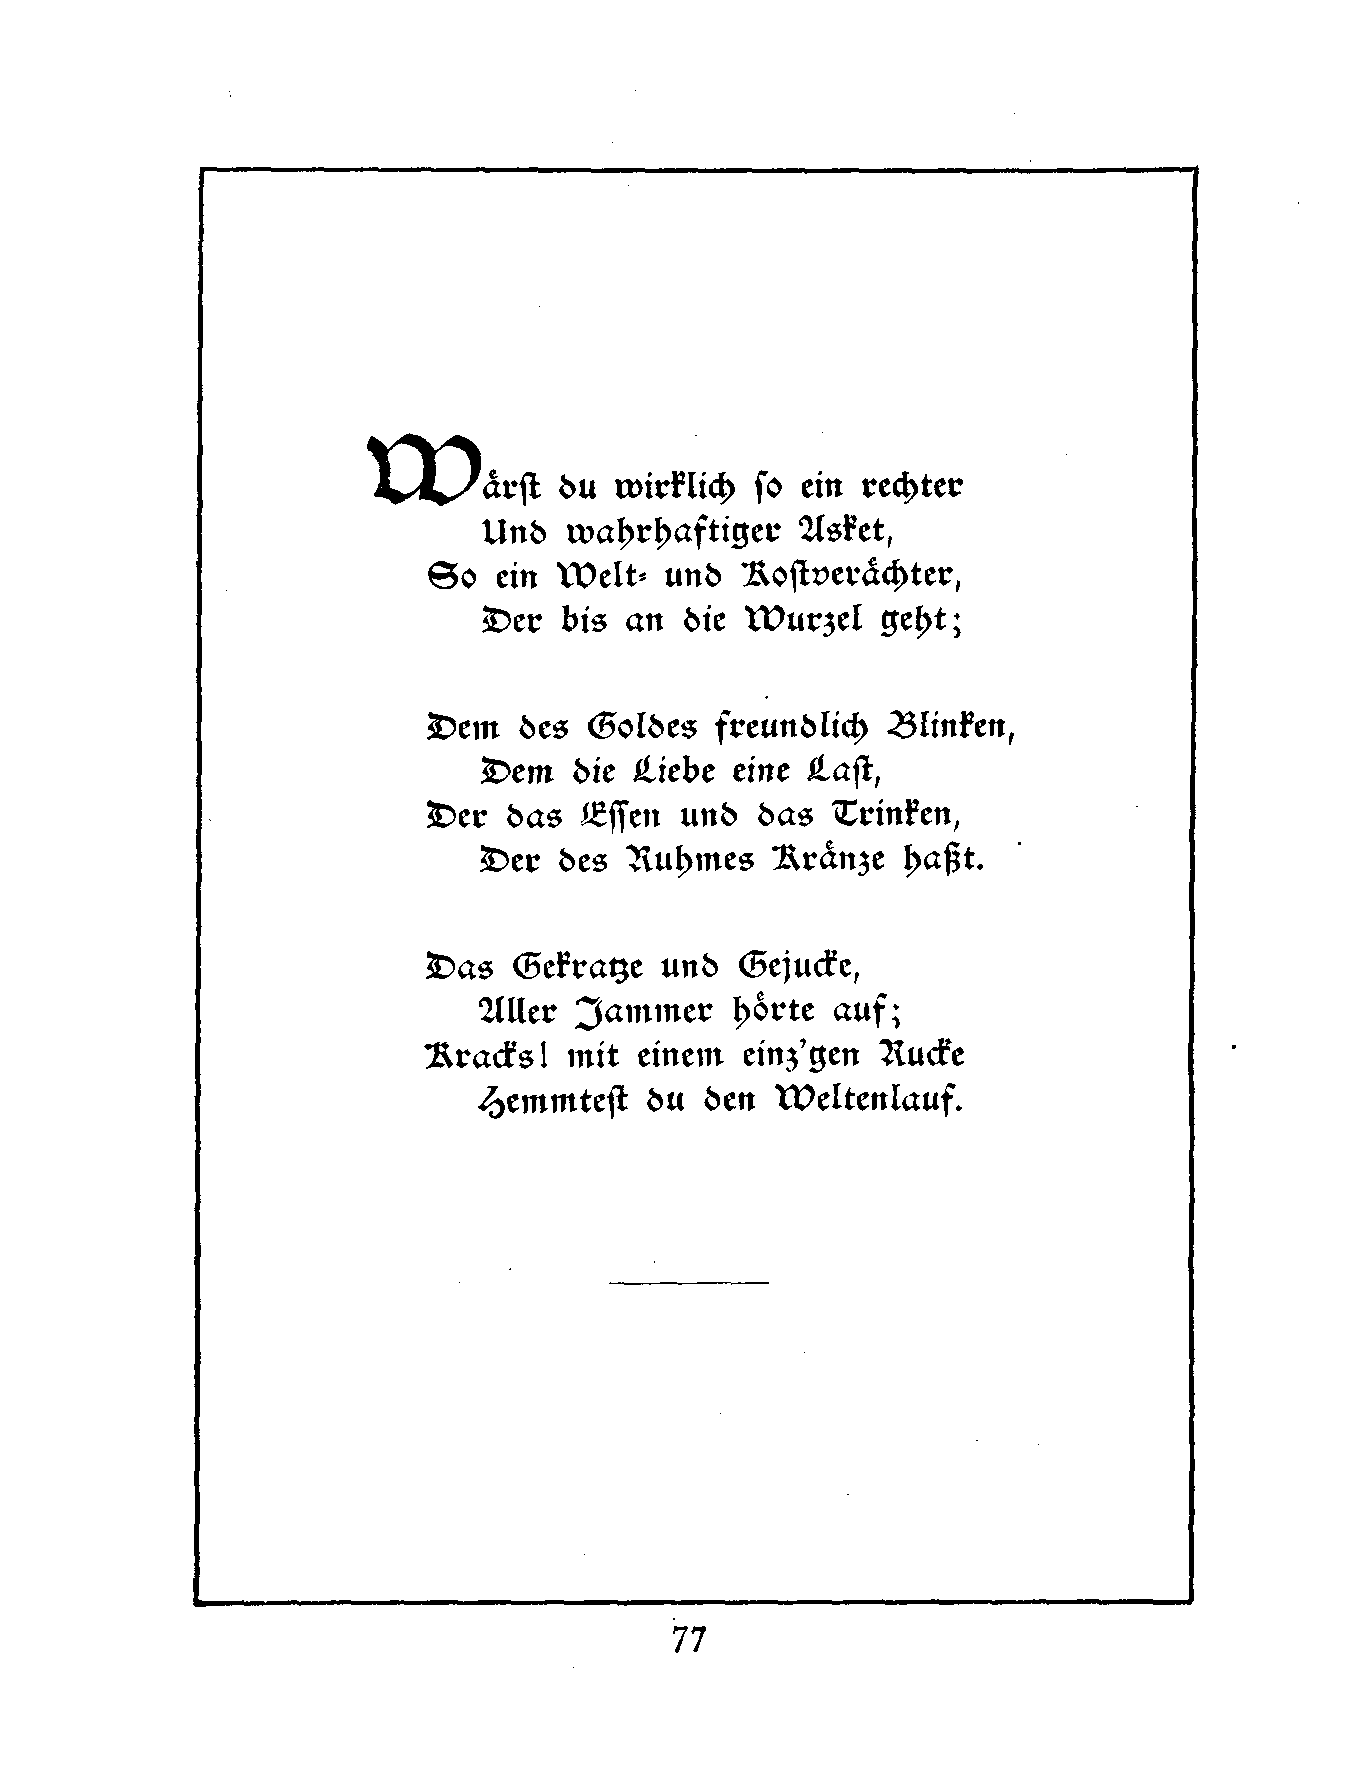 Wärst du wirklich so ein rechter
Und wahrhaftiger Asket,
So ein Welt- und Kostverächter,
Der bis an die Wurzel geht;
Dem des Goldes freundlich Blinken,
Dem die Liebe eine Last,
Der das Essen und das Trinken,
Der des Ruhmes Kränze haßt.
Das Gekratze und Gejucke,
Aller Jammer hörte auf;
Kracks! mit einem einz'gen Rucke
Hemmtest du den Weltenlauf.
77